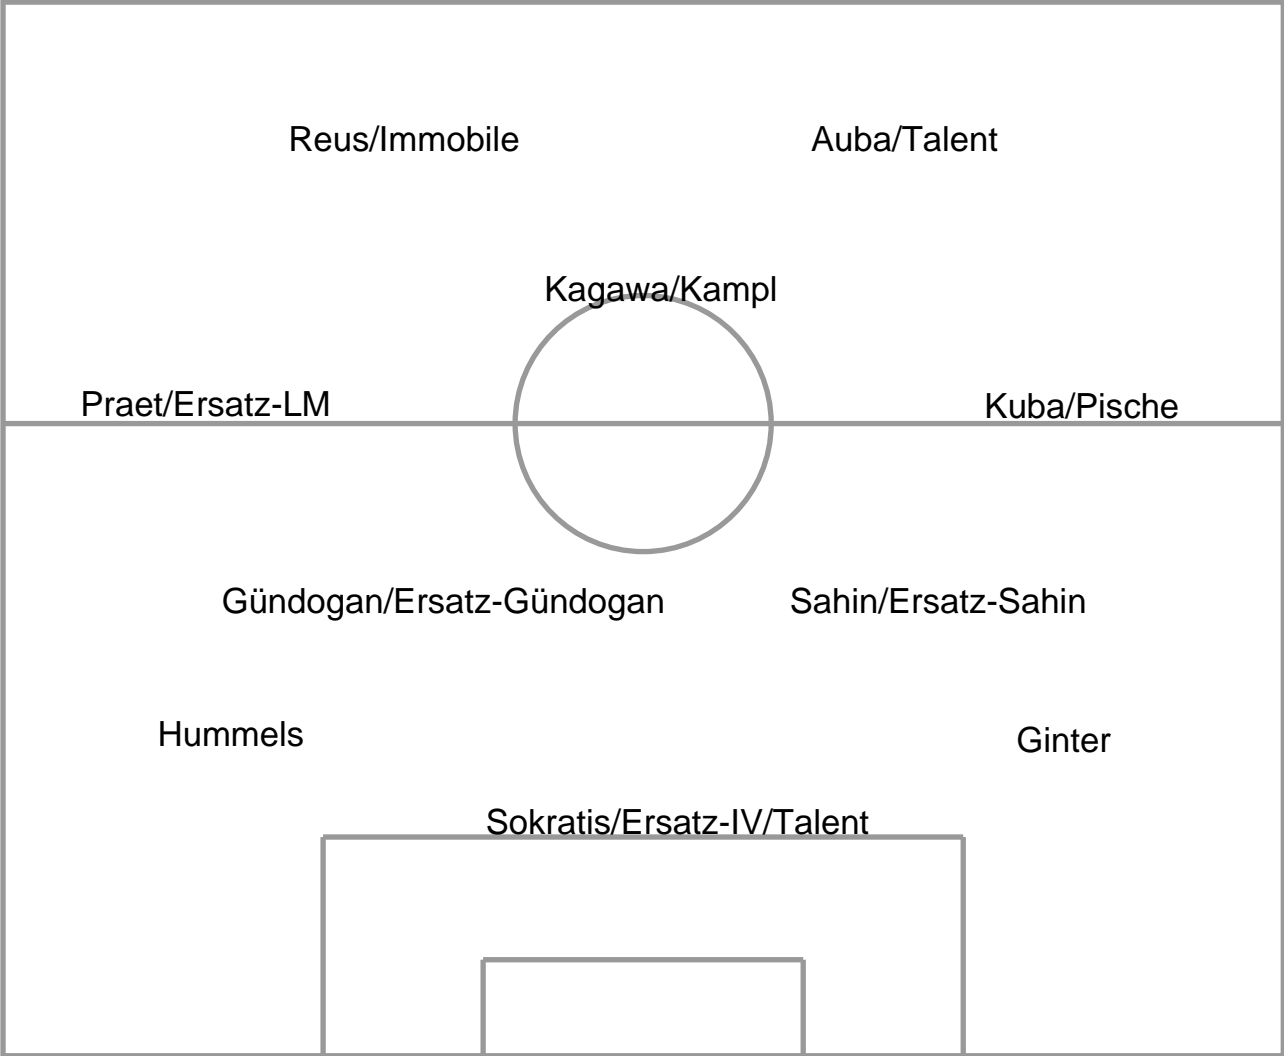 Reus/Immobile
Auba/Talent
Kagawa/Kampl
Praet/Ersatz-LM
Kuba/Pische
Gündogan/Ersatz-Gündogan
Sahin/Ersatz-Sahin
Hummels
Ginter
Sokratis/Ersatz-IV/Talent